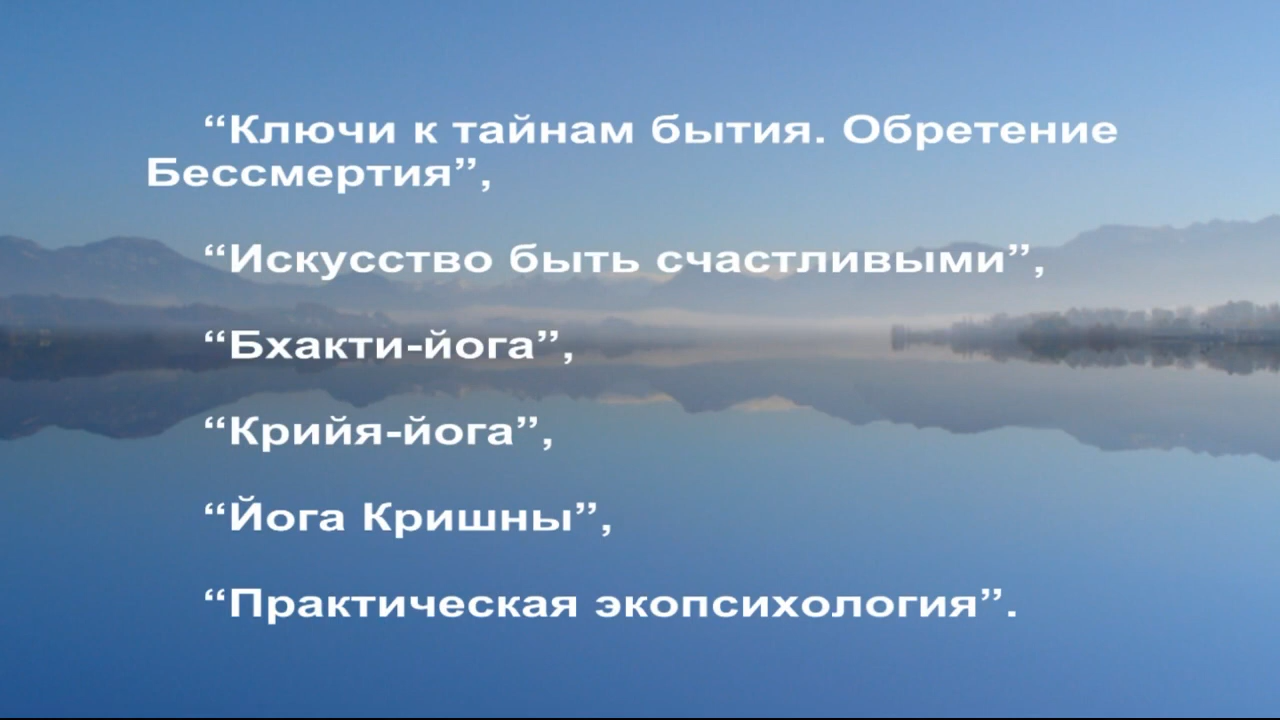 “Ключи к тайнам бытия. Обретение
Бессмертия”,
“Искусство быть счастливыми”,
“Бхакти-йога”,
“Крийя-йога”,
“Йога Кришны”,
“Практическая экопсихология”.